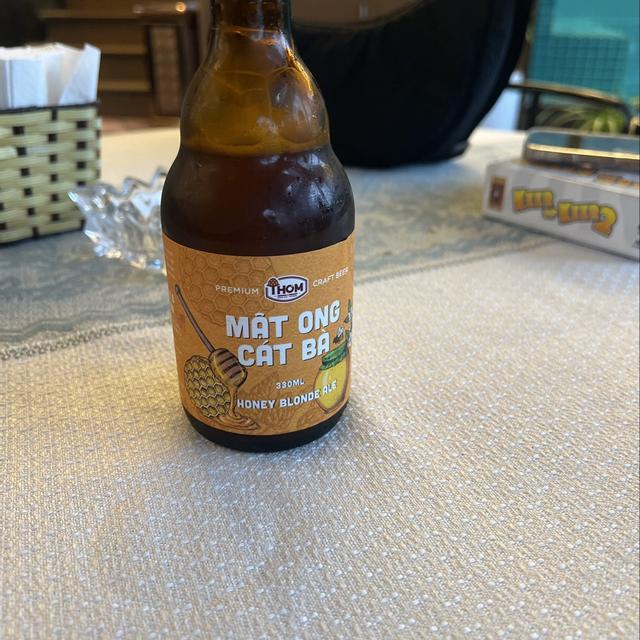 PREMIUM THOM CRAFT BEER
MẬT ONG
CÁT BÀ
330ML
HONEY BLONDE ALE